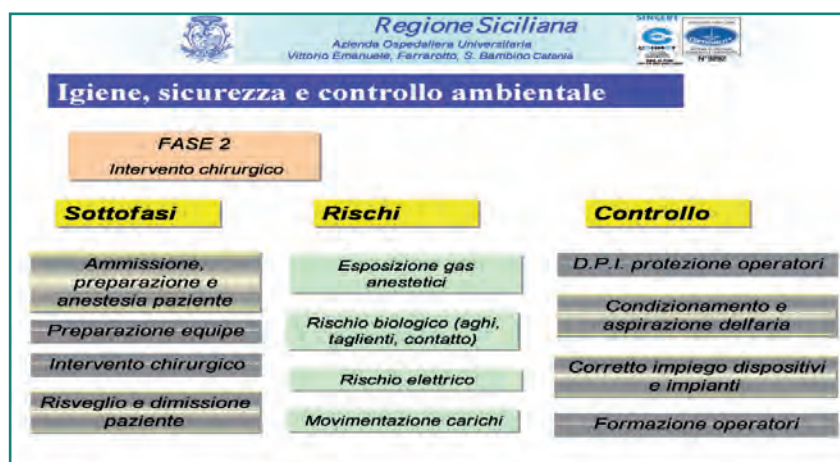 Regione Siciliana
Azienda Ospedaliera Universitaria
Vittorio Emanuele, Ferrarotto, S. Bambino Catania
SINCERT
N° 9292
Igiene, sicurezza e controllo ambientale
FASE 2
Intervento chirurgico
Sottofasi
Ammissione,
preparazione e
anestesia paziente
Preparazione equipe
Intervento chirurgico
Risveglio e dimissione
paziente
Rischi
Esposizione gas
anestetici
Rischio biologico (aghi,
taglienti, contatto)
Rischio elettrico
Movimentazione carichi
Controllo
D.P.I. protezione operatori
Condizionamento e
aspirazione dell'aria
Corretto impiego dispositivi
e impianti
Formazione operatori